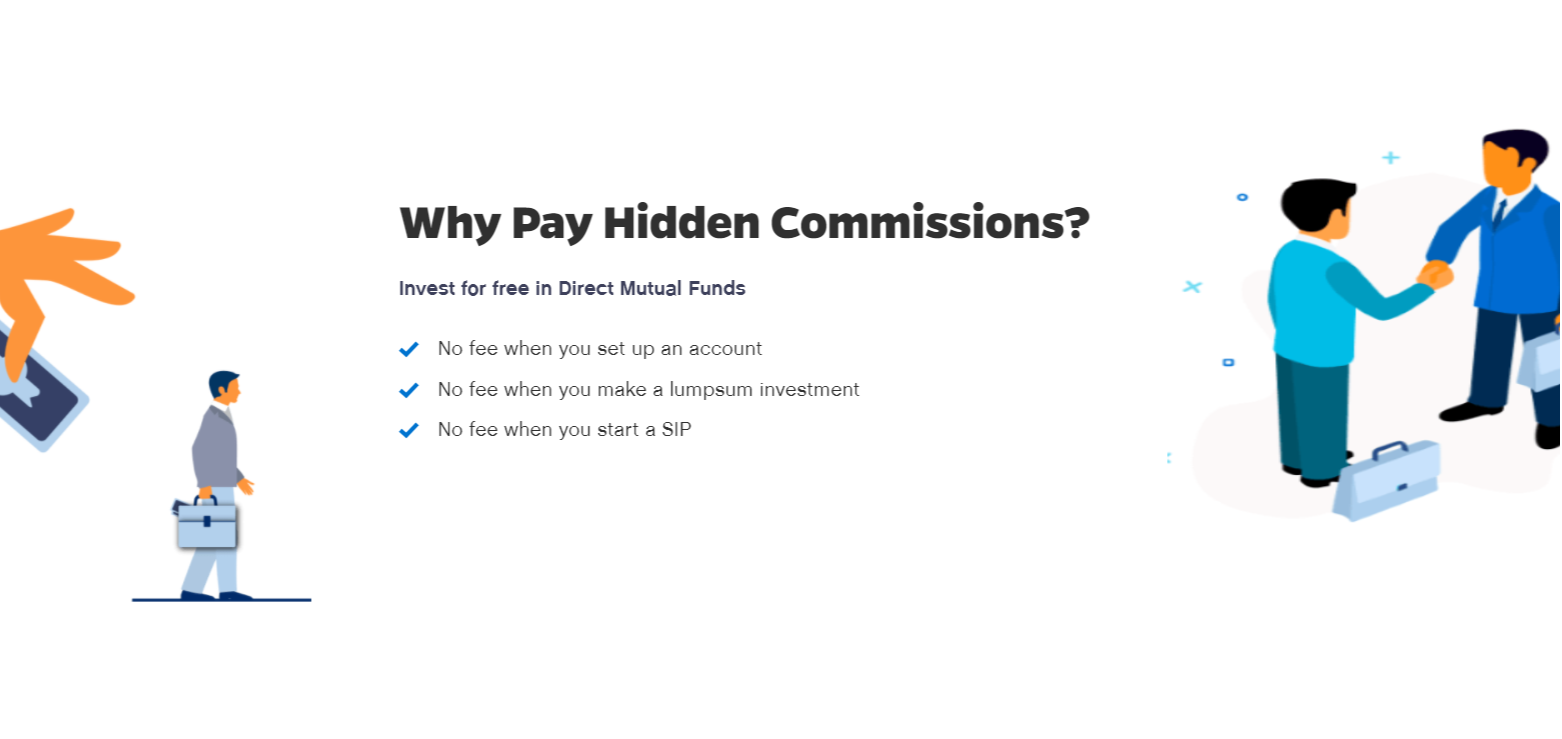 Why Pay Hidden Commissions?
Invest for free in Direct Mutual Funds
No fee when you set up an account
No fee when you make a lumpsum investment
No fee when you start a SIP